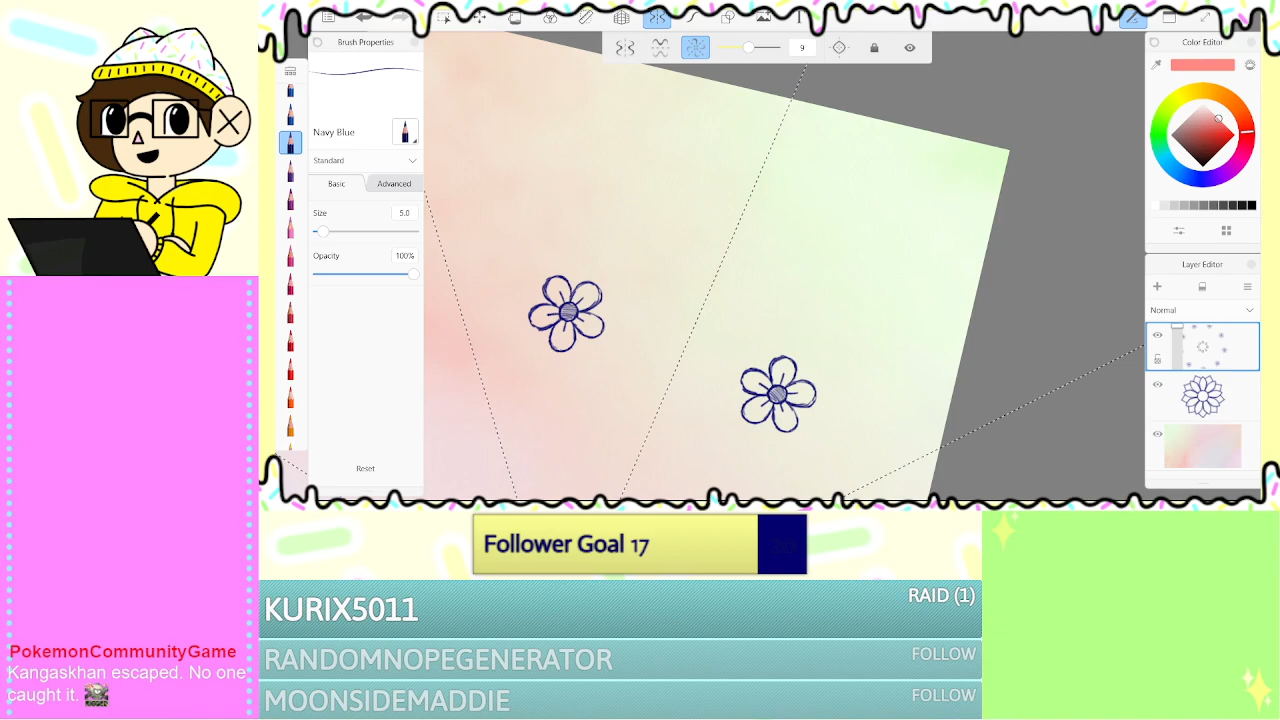 Brush Properties
9
Color Editor
Navy Blue
Standard
Basic
Advanced
Size
5.0
Opacity
100%
Reset
Layer Editor
Normal
Follower Goal 17
KURIX5011
RAID (1)
RANDOMNOPEGENERATOR
FOLLOW
MOONSIDEMADDIE
FOLLOW
PokemonCommunityGame
Kangaskhan escaped. No one
caught it.